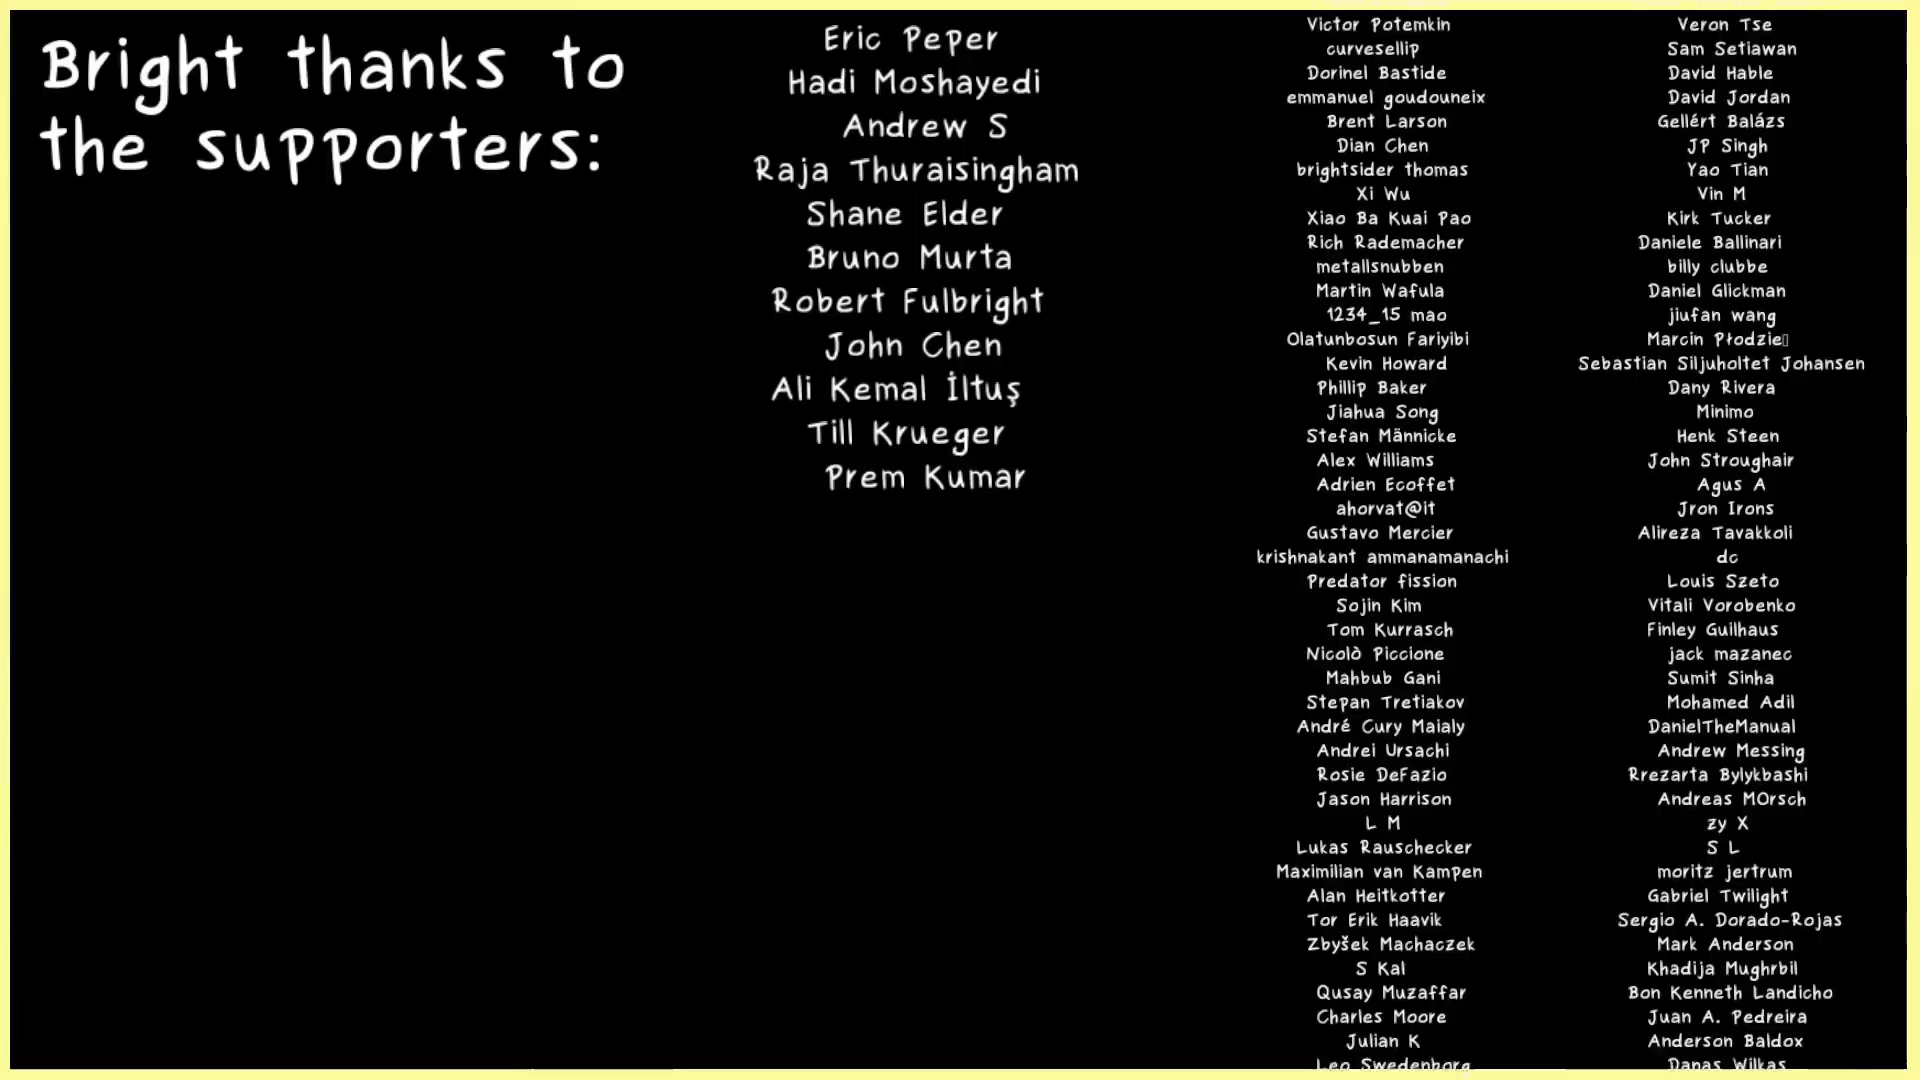 Bright thanks to
the supporters:
Eric Peper
Hadi Moshayedi
Andrew S
Raja Thuraisingham
Shane Elder
Bruno Murta
Robert Fulbright
John Chen
Ali Kemal İltuş
Till Krueger
Prem Kumar
Victor Potemkin
curvesellip
Dorinel Bastide
emmanuel goudouneix
Brent Larson
Dian Chen
brightsider thomas
Xi Wu
Xiao Ba Kuai Pao
Rich Rademacher
metallsnubben
Martin Wafula
1234_15 mao
Olatunbosun Fariyibi
Kevin Howard
Phillip Baker
Jiahua Song
Stefan Männicke
Alex Williams
Adrien Ecoffet
ahorvat@it
Gustavo Mercier
krishnakant ammanamanachi
Predator fission
Sojin Kim
Tom Kurrasch
Nicolò Piccione
Mahbub Gani
Stepan Tretiakov
André Cury Maialy
Andrei Ursachi
Rosie DeFazio
Jason Harrison
L M
Lukas Rauschecker
Maximilian van Kampen
Alan Heitkotter
Tor Erik Haavik
Zbyšek Machaczek
S Kal
Qusay Muzaffar
Charles Moore
Julian K
Leo Swedenborg
Veron Tse
Sam Setiawan
David Hable
David Jordan
Gellért Balázs
JP Singh
Yao Tian
Vin M
Kirk Tucker
Daniele Ballinari
billy clubbe
Daniel Glickman
jiufan wang
Marcin Płodzie▯
Sebastian Siljuholtet Johansen
Dany Rivera
Minimo
Henk Steen
John Stroughair
Agus A
Jron Irons
Alireza Tavakkoli
dc
Louis Szeto
Vitali Vorobenko
Finley Guilhaus
jack mazanec
Sumit Sinha
Mohamed Adil
DanielTheManual
Andrew Messing
Rrezarta Bylykbashi
Andreas MOrsch
zy X
S L
moritz jertrum
Gabriel Twilight
Sergio A. Dorado-Rojas
Mark Anderson
Khadija Mughrbil
Bon Kenneth Landicho
Juan A. Pedreira
Anderson Baldox
Danas Wilkas